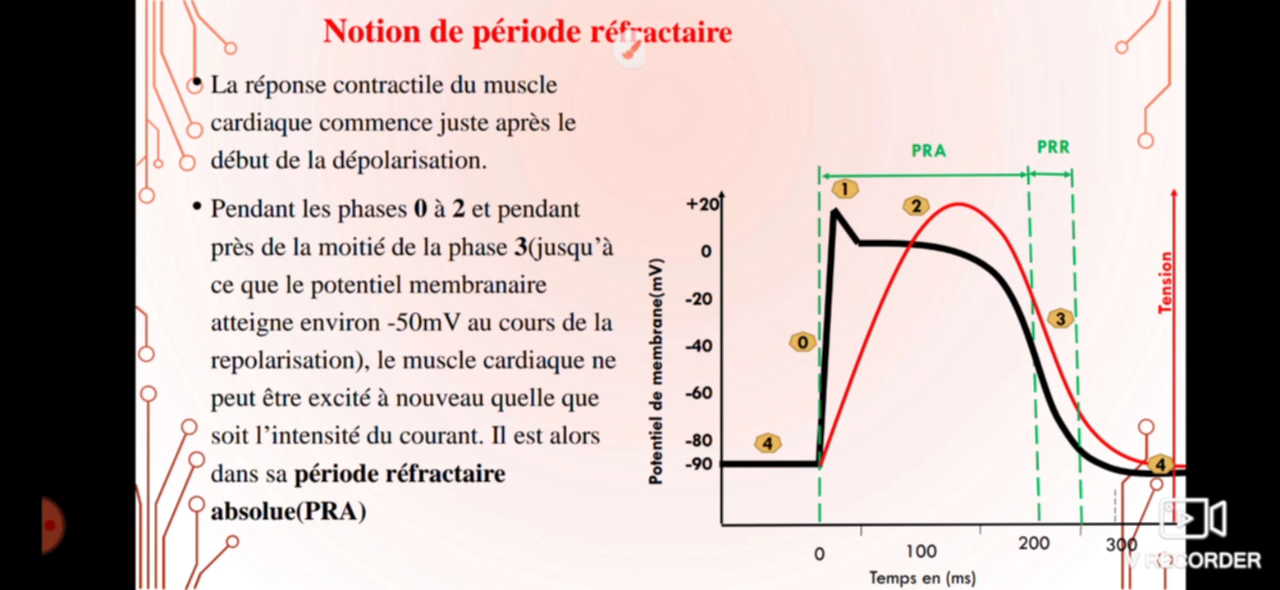 Notion de période réfractaire
• La réponse contractile du muscle
cardiaque commence juste après le
début de la dépolarisation.
• Pendant les phases 0 à 2 et pendant
près de la moitié de la phase 3(jusqu'à
ce que le potentiel membranaire
atteigne environ -50mV au cours de la
repolarisation), le muscle cardiaque ne
peut être excité à nouveau quelle que
soit l'intensité du courant. Il est alors
dans sa période réfractaire
absolue(PRA)
PRA
PRR
Potentiel de membrane(mV)
+20
0
-20
-40
-60
-80
-90
4
0
1
2
3
4
Tension
0
100
200
300
Temps en (ms)
V RECORDER